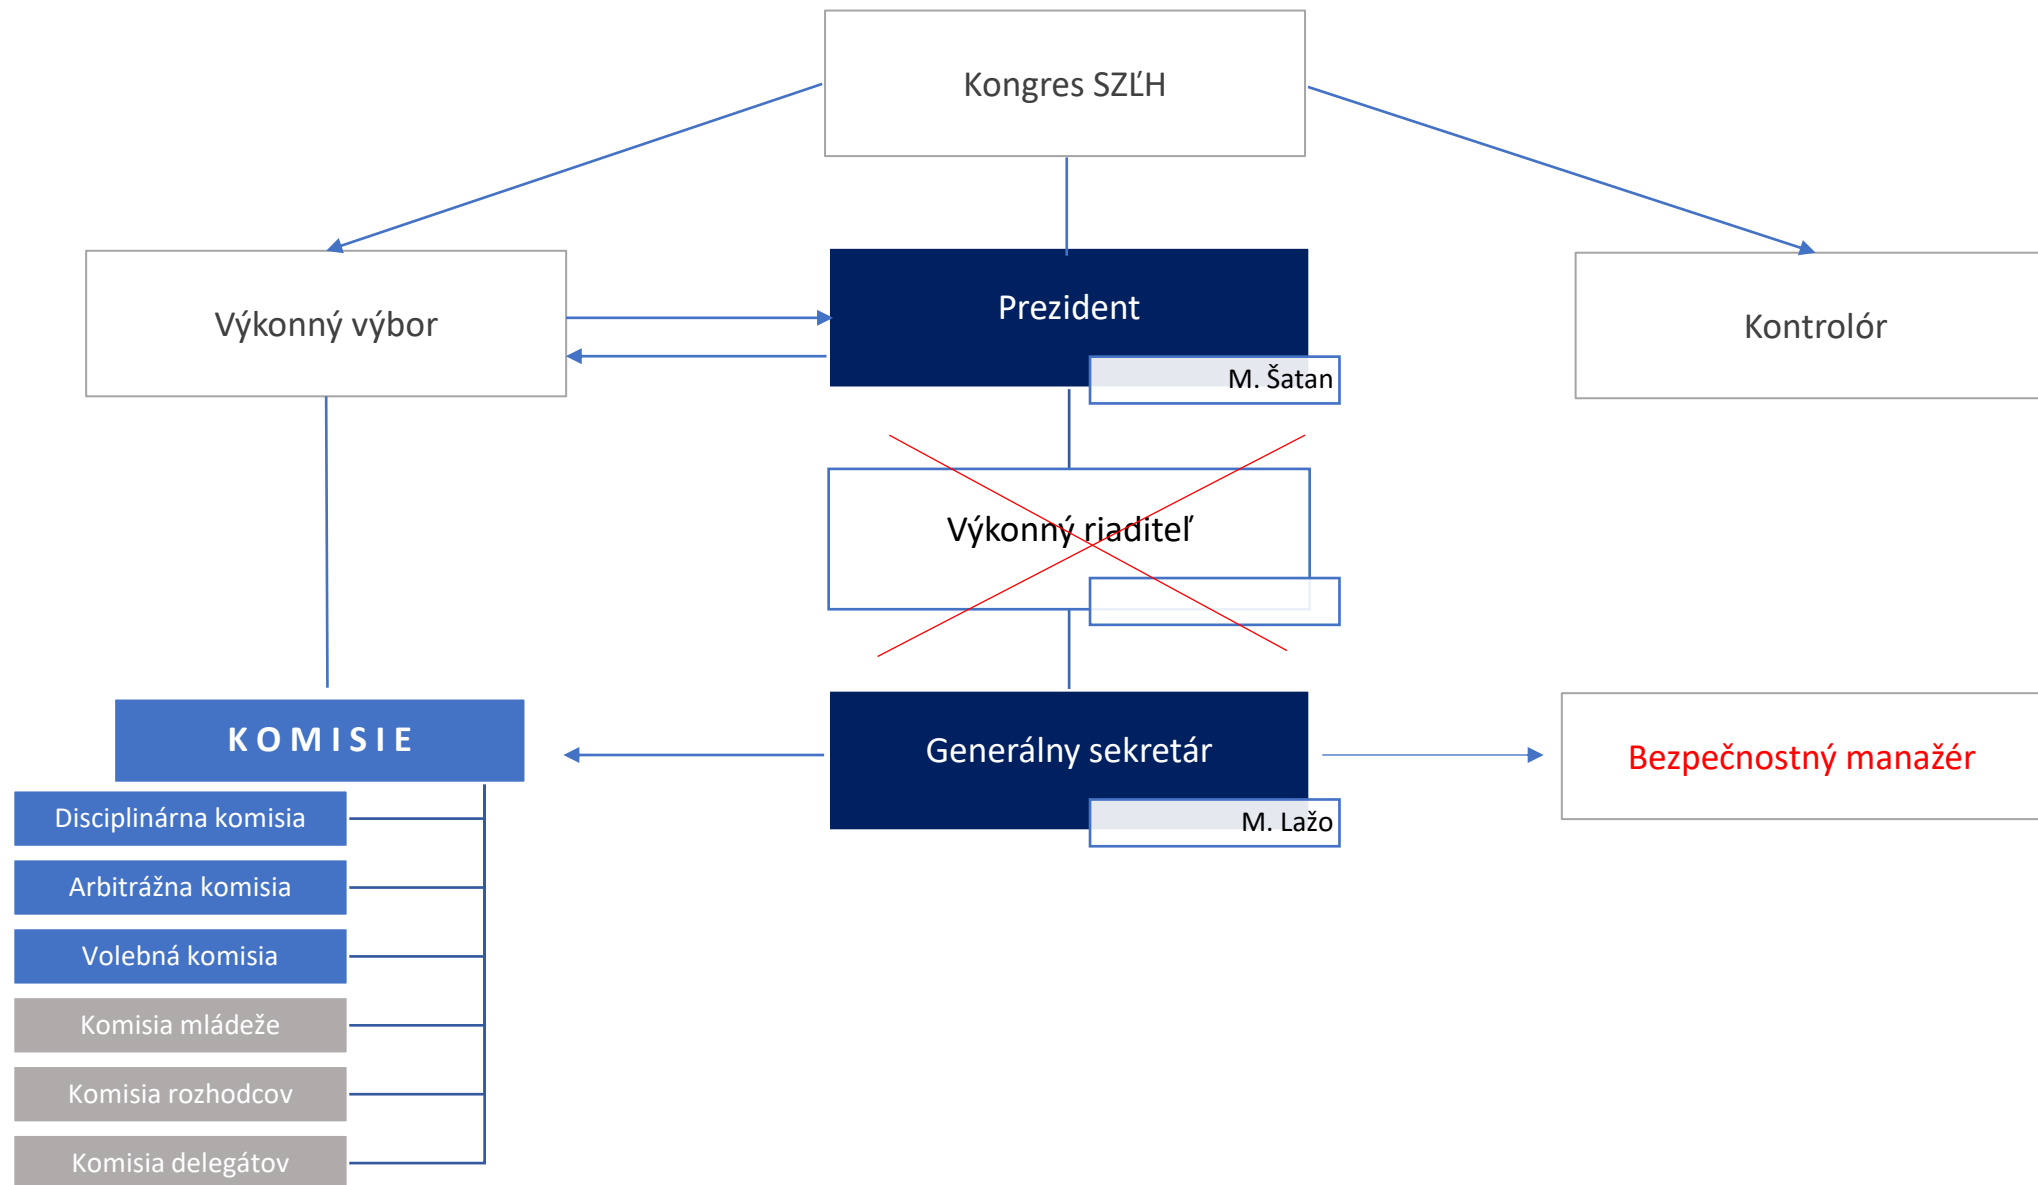 Kongres SZĽH
Výkonný výbor
Prezident
M. Šatan
Kontrolór
Výkonný riaditeľ
KOMISIE
Generálny sekretár
M. Lažo
Bezpečnostný manažér
Disciplinárna komisia
Arbitrážna komisia
Volebná komisia
Komisia mládeže
Komisia rozhodcov
Komisia delegátov